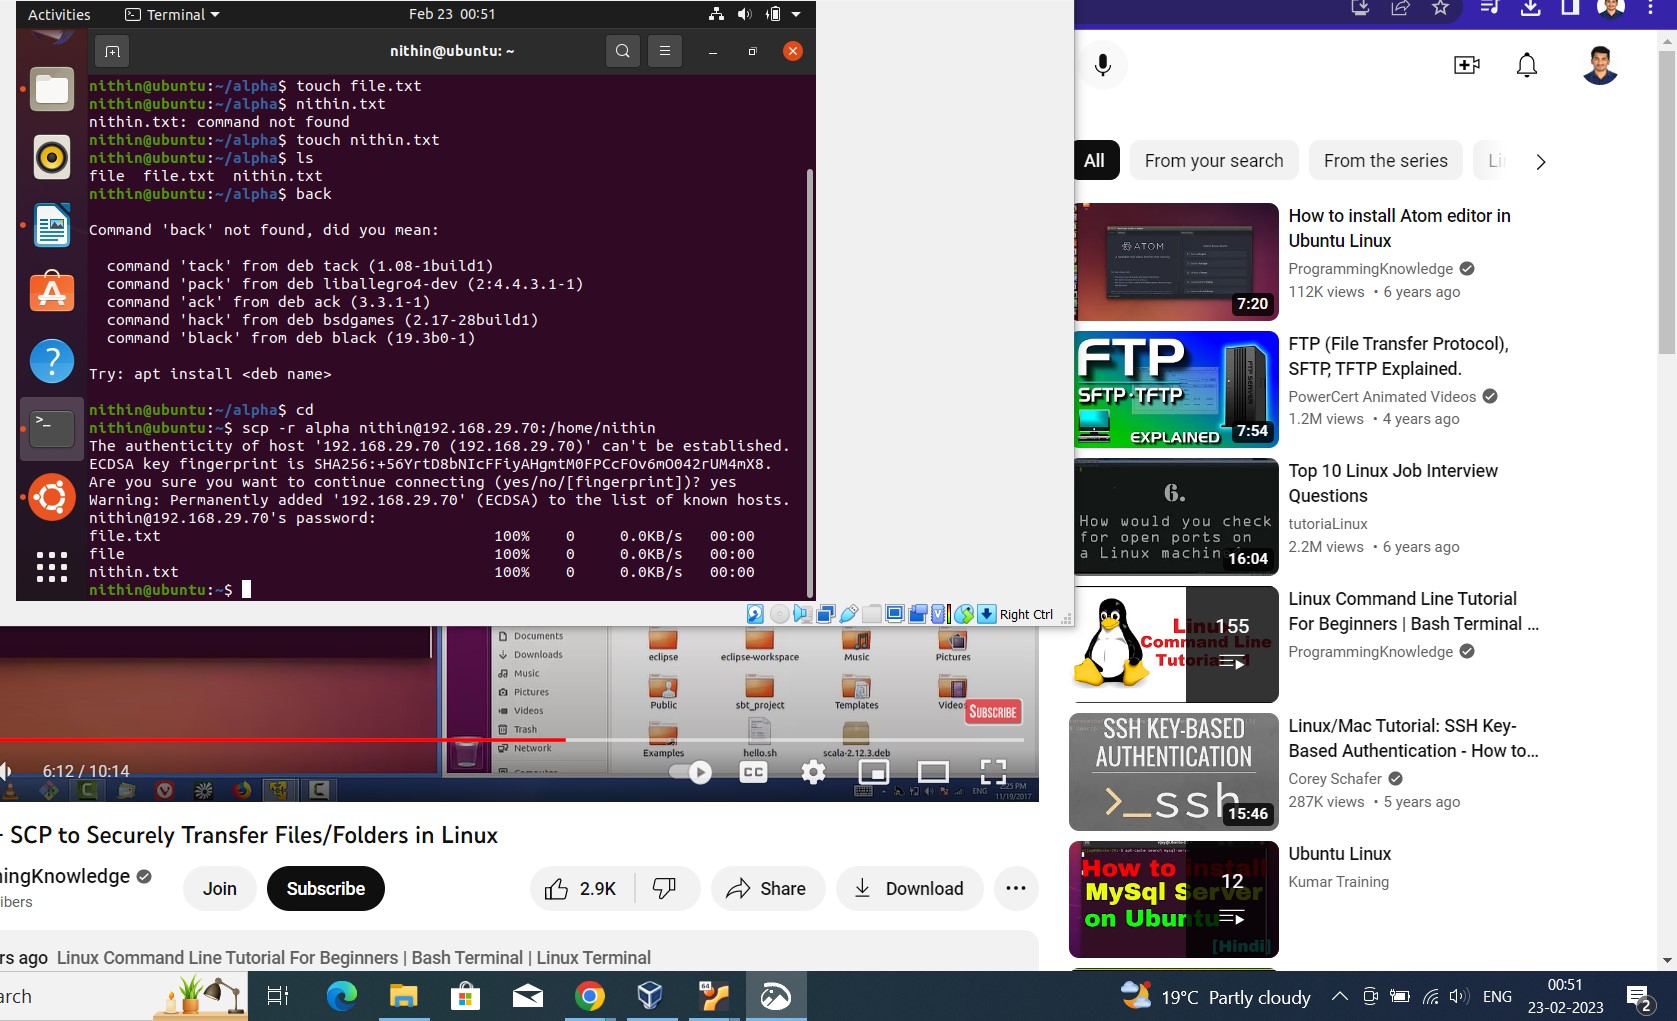 Activities
Terminal
Feb 23 00:51
nithin@ubuntu: ~
nithin@ubuntu:~/alpha$ touch file.txt
nithin@ubuntu:~/alpha$ nithin.txt
nithin.txt: command not found
nithin@ubuntu:~/alpha$ touch nithin.txt
nithin@ubuntu:~/alpha$ ls
file  file.txt  nithin.txt
nithin@ubuntu:~/alpha$ back
Command 'back' not found, did you mean:
command 'tack' from deb tack (1.08-1build1)
command 'pack' from deb liballegro4-dev (2:4.4.3.1-1)
command 'ack' from deb ack (3.3.1-1)
command 'hack' from deb bsdgames (2.17-28build1)
command 'black' from deb black (19.3b0-1)
Try: apt install <deb name>
nithin@ubuntu:~/alpha$ cd
nithin@ubuntu:~$ scp -r alpha nithin@192.168.29.70:/home/nithin
The authenticity of host '192.168.29.70 (192.168.29.70)' can't be established.
ECDSA key fingerprint is SHA256:+56YrtD8bNIcFFiyAHgmtM0FPCcFOv6mO042rUM4mX8.
Are you sure you want to continue connecting (yes/no/[fingerprint])? yes
Warning: Permanently added '192.168.29.70' (ECDSA) to the list of known hosts.
nithin@192.168.29.70's password:
file.txt 100% 0 0.0KB/s 00:00
file 100% 0 0.0KB/s 00:00
nithin.txt 100% 0 0.0KB/s 00:00
nithin@ubuntu:~$
Right Ctrl
Documents
Downloads
Music
Pictures
Videos
Trash
Network
eclipse
eclipse-workspace
Music
Pictures
Public
sbt_project
Templates
Videos
Examples
hello.sh
scala-2.12.3.deb
SUBSCRIBE
6:12 / 10:14
CC
ENG
2:25 PM
11/19/2017
- SCP to Securely Transfer Files/Folders in Linux
ingKnowledge
ibers
Join
Subscribe
2.9K
Share
Download
rs ago Linux Command Line Tutorial For Beginners | Bash Terminal | Linux Terminal
All
From your search
From the series
Li
ATOM
7:20
How to install Atom editor in
Ubuntu Linux
ProgrammingKnowledge
112K views • 6 years ago
FTP
SFTP·TFTP
EXPLAINED
7:54
FTP (File Transfer Protocol),
SFTP, TFTP Explained.
PowerCert Animated Videos
1.2M views • 4 years ago
6.
How would you check
for open ports on
a Linux machin
16:04
Top 10 Linux Job Interview
Questions
tutoriaLinux
2.2M views • 6 years ago
Linux
Command Line
Tutorial
155
Linux Command Line Tutorial
For Beginners | Bash Terminal ...
ProgrammingKnowledge
SSH KEY-BASED
AUTHENTICATION
>_ssh
15:46
Linux/Mac Tutorial: SSH Key-
Based Authentication - How to...
Corey Schafer
287K views • 5 years ago
How to install
MySql Server
on Ubuntu
[Hindi]
12
Ubuntu Linux
Kumar Training
arch
64
19°C Partly cloudy
ENG
00:51
23-02-2023
2